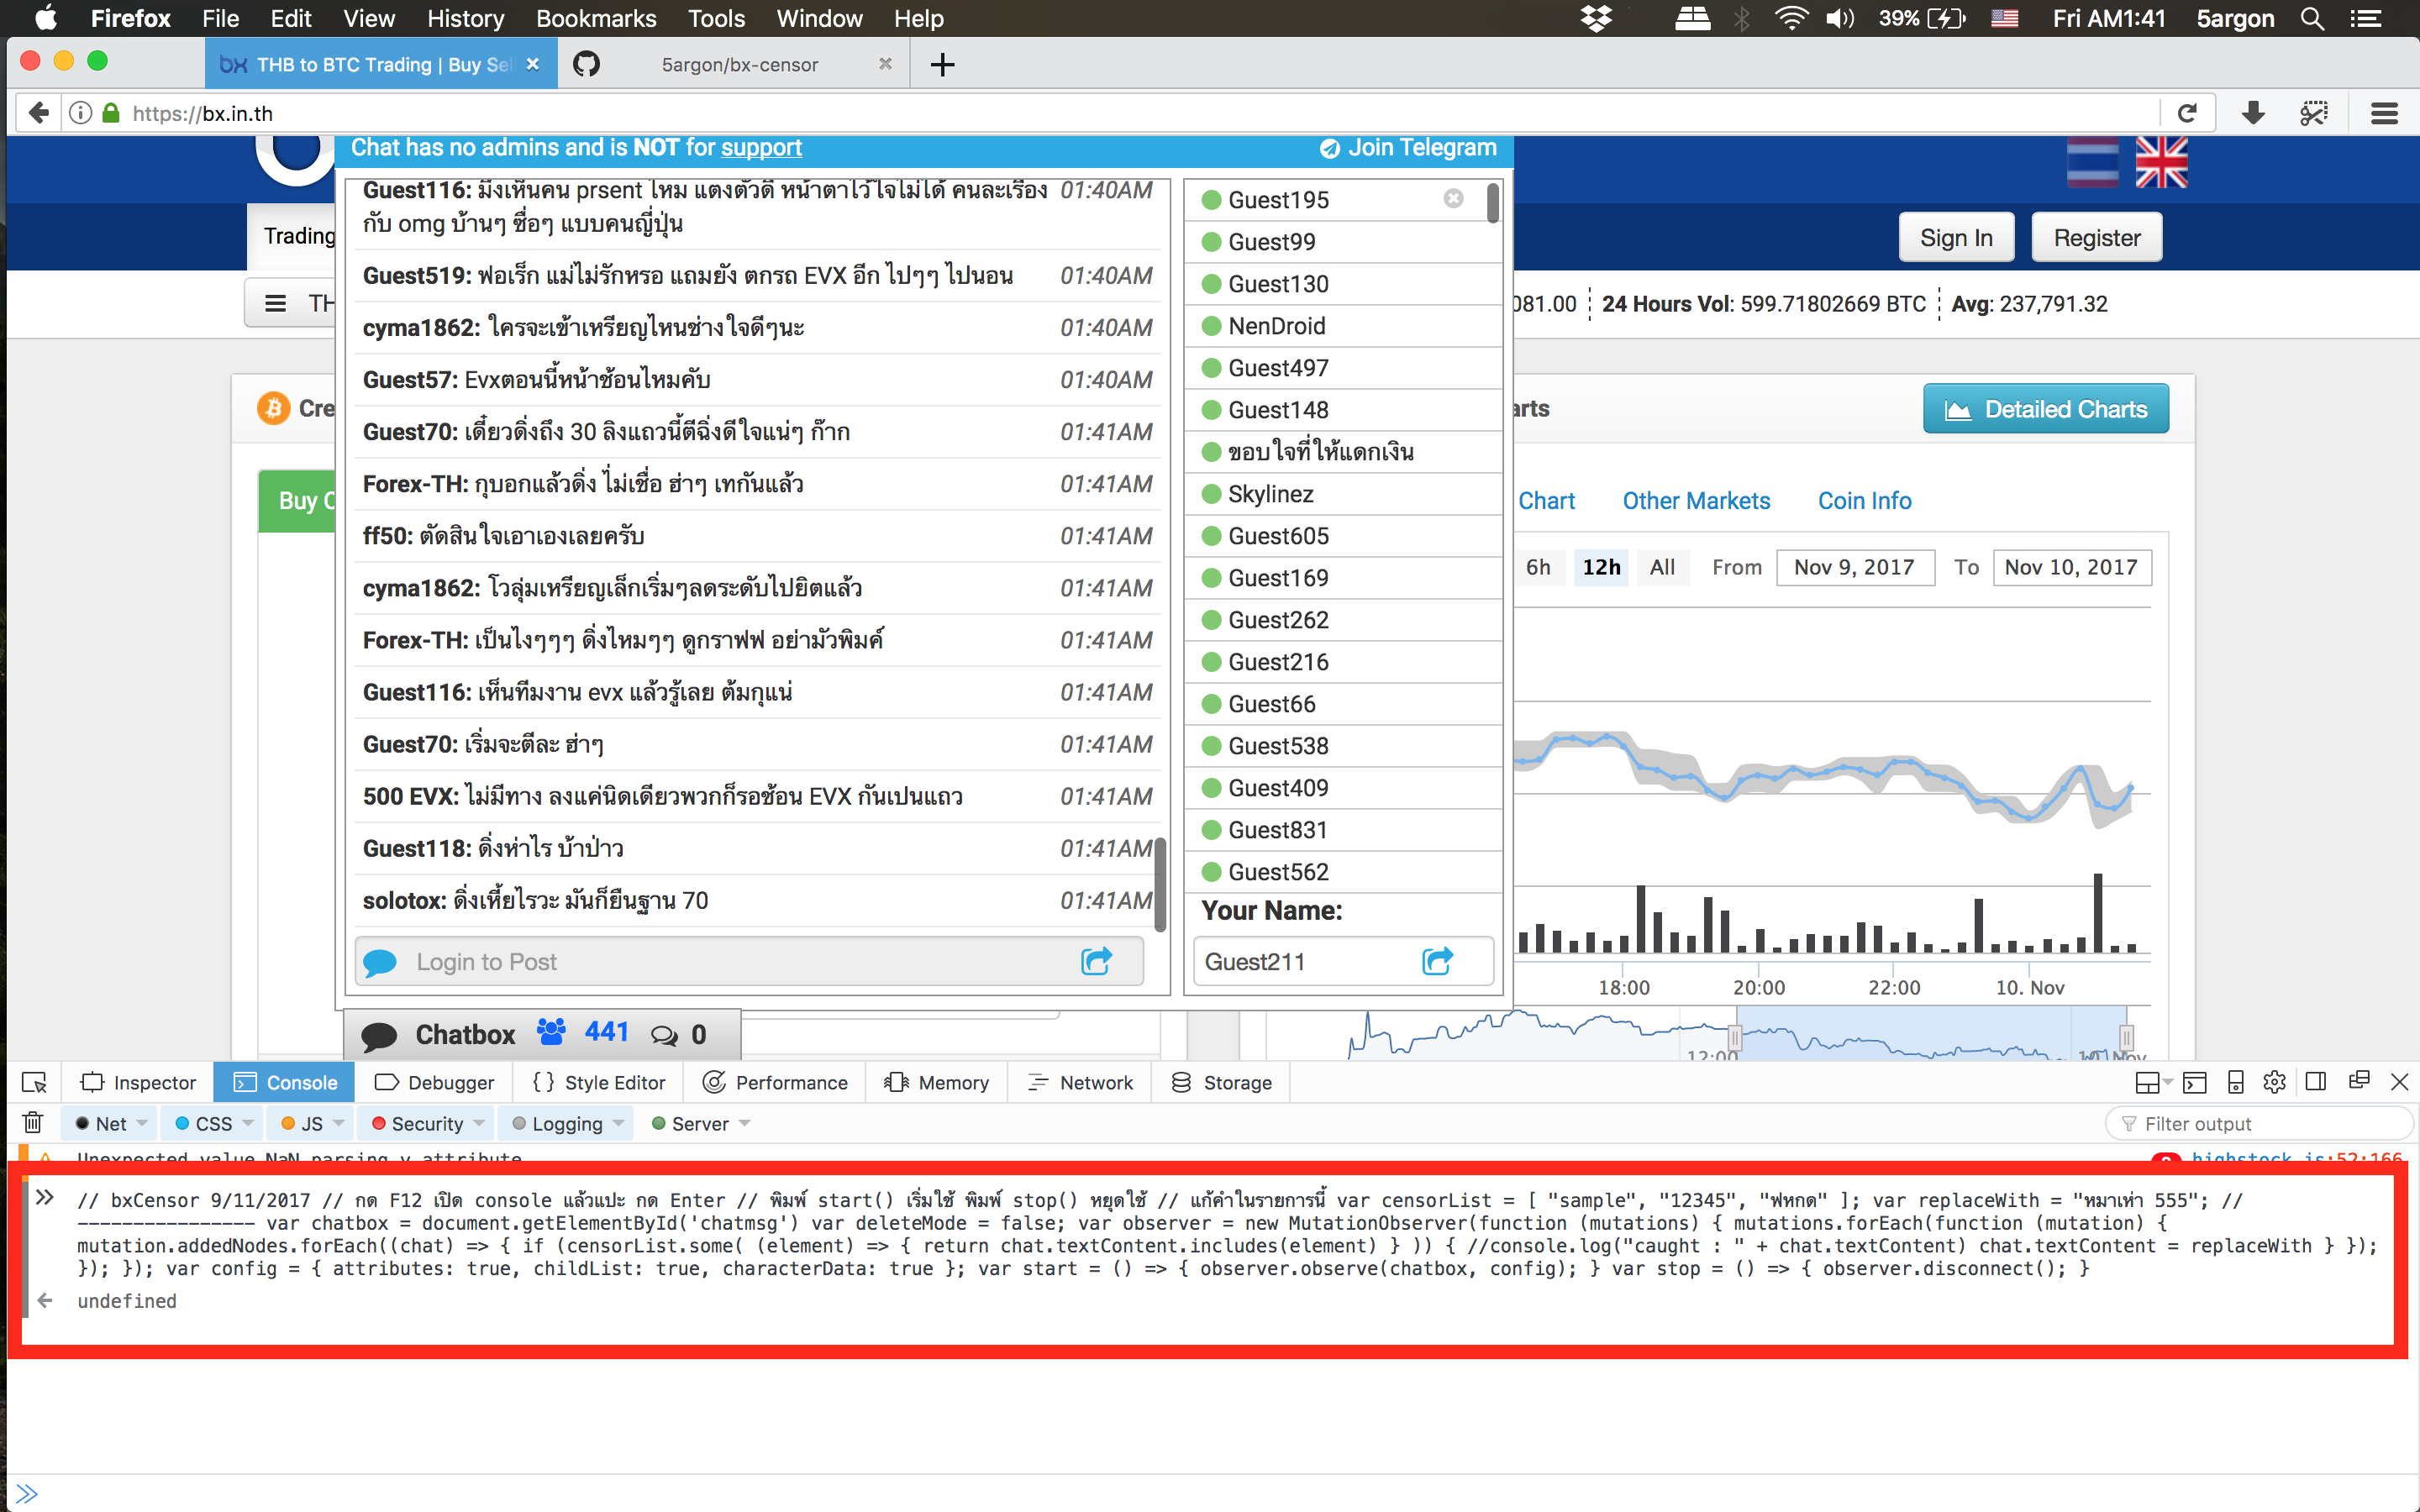 Firefox File Edit View History Bookmarks Tools Window Help 39% Fri AM1:41 5argon
bx THB to BTC Trading | Buy Sel
5argon/bx-censor
https://bx.in.th
Chat has no admins and is NOT for support Join Telegram
Guest116: มึงเห็นคน prsent ไหม แต่งตัวดี หน้าตาไว้ใจไม่ได้ คนละเรื่อง 01:40AM
กับ omg บ้านๆ ซื่อๆ แบบคนญี่ปุ่น
Guest519: ฟอเร็ก แม่ไม่รักหรอ แถมยัง ตกรถ EVX อีก ไปๆๆ ไปนอน 01:40AM
cyma1862: ใครจะเข้าเหรียญไหนช่างใจดีๆนะ 01:40AM
Guest57: Evxตอนนี้หน้าช้อนไหมคับ 01:40AM
Guest70: เดี๋ยวดิ่งถึง 30 ลิงแถวนี้ตีฉิ่งดีใจแน่ๆ ก๊าก 01:41AM
Forex-TH: กุบอกแล้วดิ่ง ไม่เชื่อ ฮ่าๆ เทกันแล้ว 01:41AM
ff50: ตัดสินใจเอาเองเลยครับ 01:41AM
cyma1862: โวลุ่มเหรียญเล็กเริ่มๆลดระดับไปยิตแล้ว 01:41AM
Forex-TH: เป็นไงๆๆๆ ดิ่งไหมๆๆ ดูกราฟฟ อย่ามัวพิมค์ 01:41AM
Guest116: เห็นทีมงาน evx แล้วรู้เลย ต้มกุแน่ 01:41AM
Guest70: เริ่มจะตีละ ฮ่าๆ 01:41AM
500 EVX: ไม่มีทาง ลงแค่นิดเดียวพวกก็รอช้อน EVX กันเปนแถว 01:41AM
Guest118: ดิ่งห่าไร บ้าป่าว 01:41AM
solotox: ดิ่งเหี้ยไรวะ มันก็ยืนฐาน 70 01:41AM
Login to Post
Guest195
Guest99
Guest130
NenDroid
Guest497
Guest148
ขอบใจที่ให้แดกเงิน
Skylinez
Guest605
Guest169
Guest262
Guest216
Guest66
Guest538
Guest409
Guest831
Guest562
Your Name:
Guest211
Chatbox 441 0
Trading
TH
Cre
Buy C
Sign In Register
081.00 24 Hours Vol: 599.71802669 BTC Avg: 237,791.32
arts Detailed Charts
Chart Other Markets Coin Info
6h 12h All From Nov 9, 2017 To Nov 10, 2017
18:00 20:00 22:00 10. Nov
12:00 10. Nov
Inspector Console Debugger { } Style Editor Performance Memory Network Storage
Net CSS JS Security Logging Server Filter output
Unexpected value NaN parsing y attribute. highstock.js:52:166
// bxCensor 9/11/2017 // กด F12 เปิด console แล้วแปะ กด Enter // พิมพ์ start() เริ่มใช้ พิมพ์ stop() หยุดใช้ // แก้คำในรายการนี้ var censorList = [ "sample", "12345", "ฟหกด" ]; var replaceWith = "หมาเห่า 555"; //
---------------- var chatbox = document.getElementById('chatmsg') var deleteMode = false; var observer = new MutationObserver(function (mutations) { mutations.forEach(function (mutation) {
mutation.addedNodes.forEach((chat) => { if (censorList.some( (element) => { return chat.textContent.includes(element) } )) { //console.log("caught : " + chat.textContent) chat.textContent = replaceWith } });
}); }); var config = { attributes: true, childList: true, characterData: true }; var start = () => { observer.observe(chatbox, config); } var stop = () => { observer.disconnect(); }
undefined